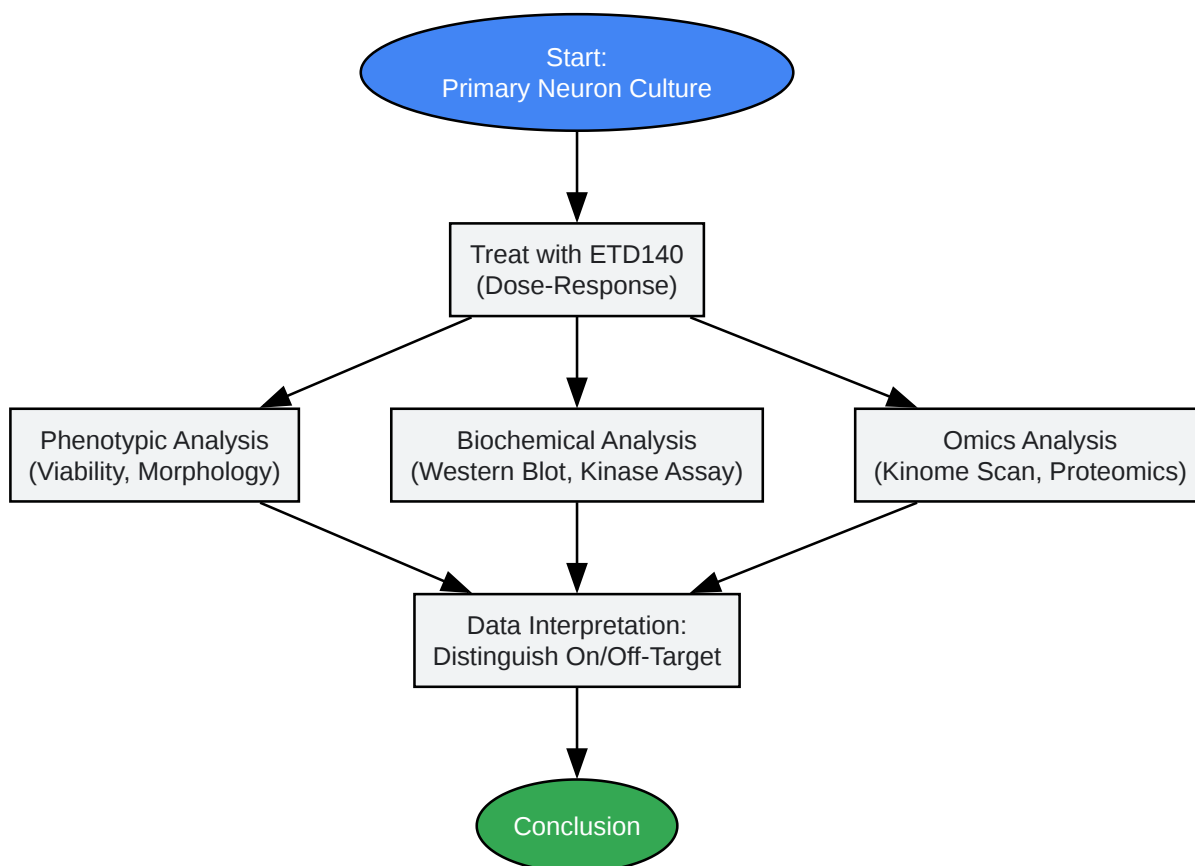 Start:
Primary Neuron Culture
Treat with ETD140
(Dose-Response)
Phenotypic Analysis
(Viability, Morphology)
Biochemical Analysis
(Western Blot, Kinase Assay)
Omics Analysis
(Kinome Scan, Proteomics)
Data Interpretation:
Distinguish On/Off-Target
Conclusion